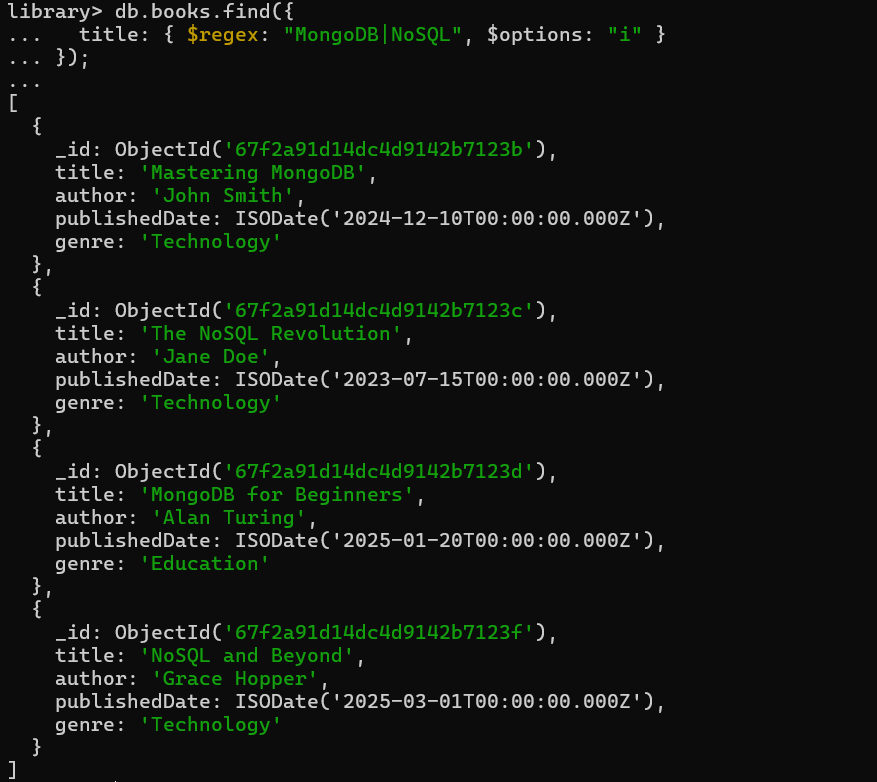 library> db.books.find({
...   title: { $regex: "MongoDB|NoSQL", $options: "i" }
... });
...
[
  {
    _id: ObjectId('67f2a91d14dc4d9142b7123b'),
    title: 'Mastering MongoDB',
    author: 'John Smith',
    publishedDate: ISODate('2024-12-10T00:00:00.000Z'),
    genre: 'Technology'
  },
  {
    _id: ObjectId('67f2a91d14dc4d9142b7123c'),
    title: 'The NoSQL Revolution',
    author: 'Jane Doe',
    publishedDate: ISODate('2023-07-15T00:00:00.000Z'),
    genre: 'Technology'
  },
  {
    _id: ObjectId('67f2a91d14dc4d9142b7123d'),
    title: 'MongoDB for Beginners',
    author: 'Alan Turing',
    publishedDate: ISODate('2025-01-20T00:00:00.000Z'),
    genre: 'Education'
  },
  {
    _id: ObjectId('67f2a91d14dc4d9142b7123f'),
    title: 'NoSQL and Beyond',
    author: 'Grace Hopper',
    publishedDate: ISODate('2025-03-01T00:00:00.000Z'),
    genre: 'Technology'
  }
]